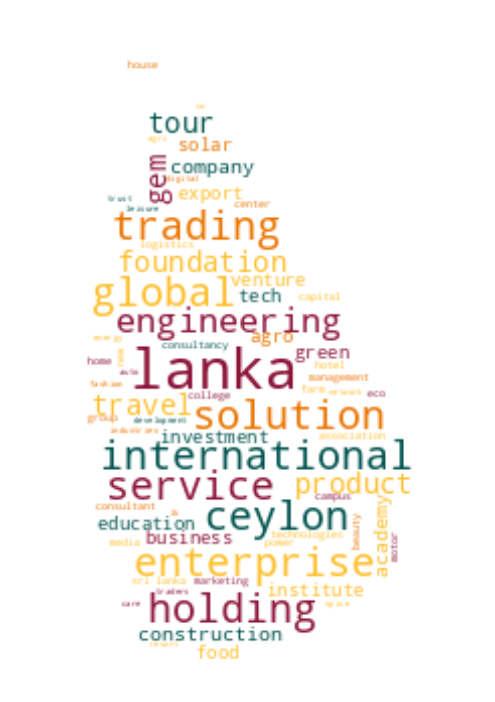 house
tour
solar
gem
company
digital
export
trust
center
leisure
trading
logistics
foundation
venture
global
tech
capital
engineering
agro
energy
consultancy
green
home
lanka
hotel
auto
management
fashion
college
farm
network
eco
travel
solution
group
development
industries
investment
association
international
service
product
campus
consultant
ceylon
education
academy
beauty
motor
business
technologies
media
power
enterprise
sri lanka
marketing
institute
traders
care
holding
space
construction
resort
food